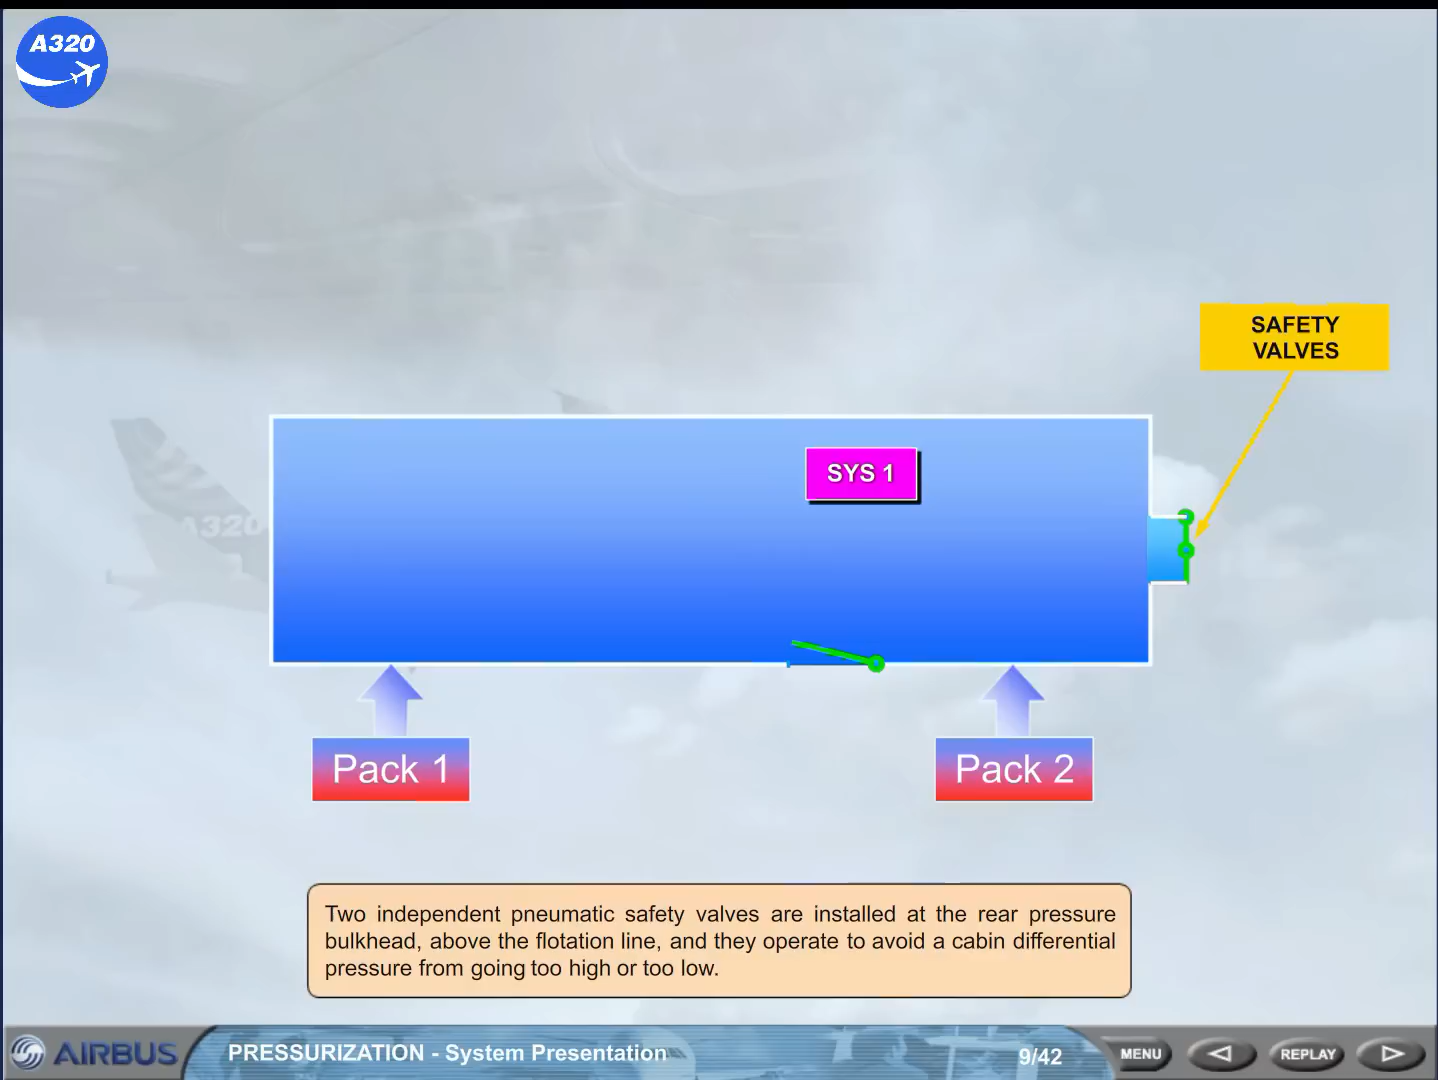 A320
SAFETY
VALVES
SYS 1
A320
Pack 1
Pack 2
Two independent pneumatic safety valves are installed at the rear pressure
bulkhead, above the flotation line, and they operate to avoid a cabin differential
pressure from going too high or too low.
AIRBUS
PRESSURIZATION - System Presentation
9/42
MENU
REPLAY